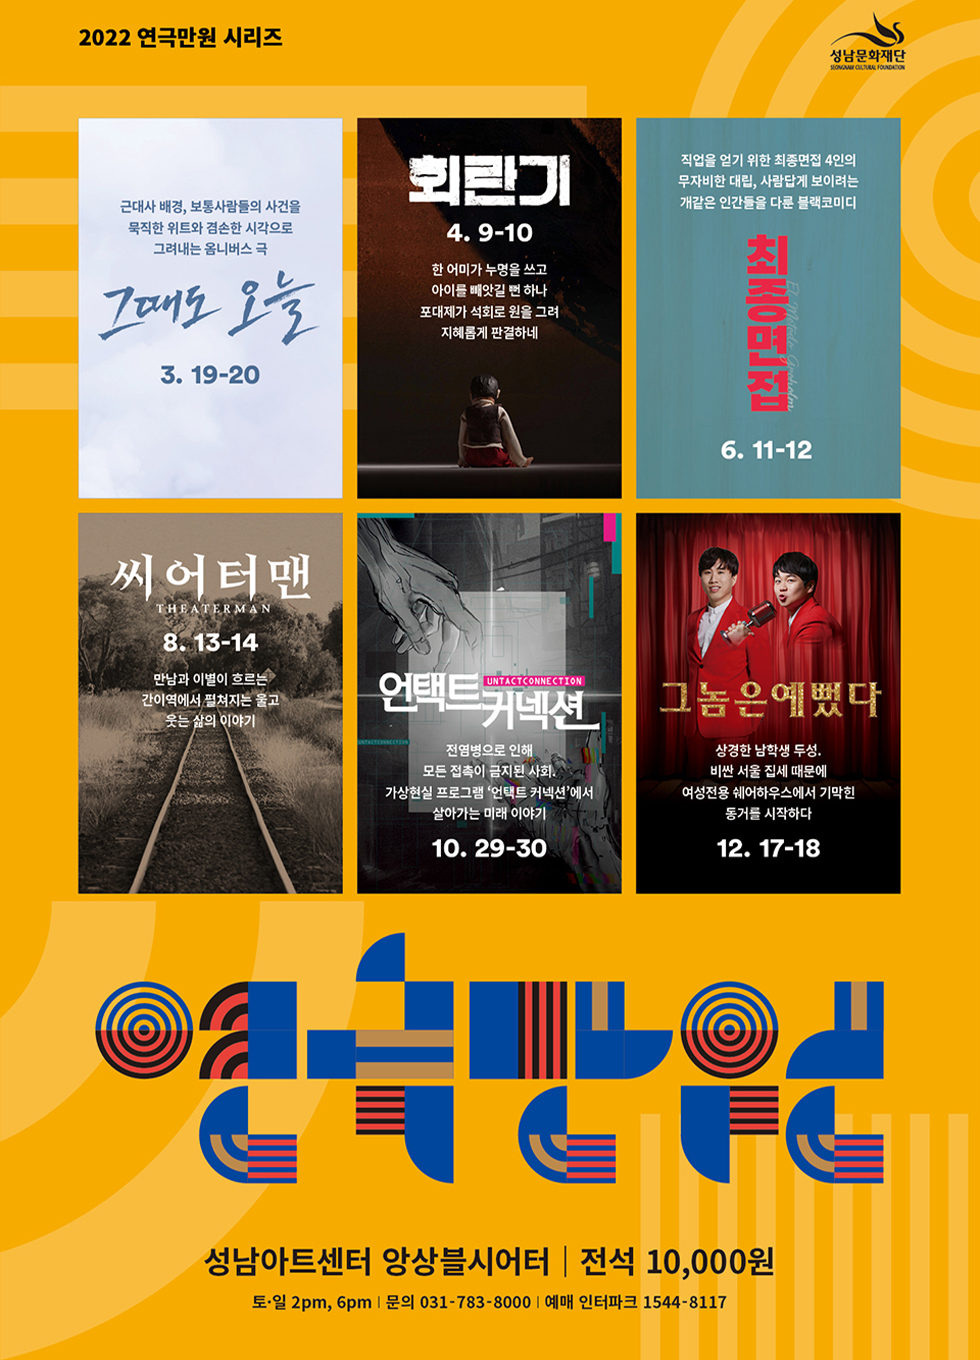 2022 연극만원 시리즈
성남문화재단
SEONGNAM CULTURAL FOUNDATION
근대사 배경, 보통사람들의 사건을
묵직한 위트와 겸손한 시각으로
그려내는 옴니버스 극
그때도 오늘
3. 19-20
회란기
4. 9-10
한 어미가 누명을 쓰고
아이를 빼앗길 뻔 하나
포대제가 석회로 원을 그려
지혜롭게 판결하네
직업을 얻기 위한 최종면접 4인의
무자비한 대립, 사람답게 보이려는
개같은 인간들을 다룬 블랙코미디
최종면접
6. 11-12
씨어터맨
THEATERMAN
8. 13-14
만남과 이별이 흐르는
간이역에서 펼쳐지는 울고
웃는 삶의 이야기
언택트
UNTACTCONNECTION
커넥션
UNTACTCONNECTION
전염병으로 인해
모든 접촉이 금지된 사회.
가상현실 프로그램 ‘언택트 커넥션’에서
살아가는 미래 이야기
10. 29-30
그놈은예뻤다
상경한 남학생 두성.
비싼 서울 집세 때문에
여성전용 쉐어하우스에서 기막힌
동거를 시작하다
12. 17-18
연극만원
성남아트센터 앙상블시어터 | 전석 10,000원
토·일 2pm, 6pm | 문의 031-783-8000 | 예매 인터파크 1544-8117